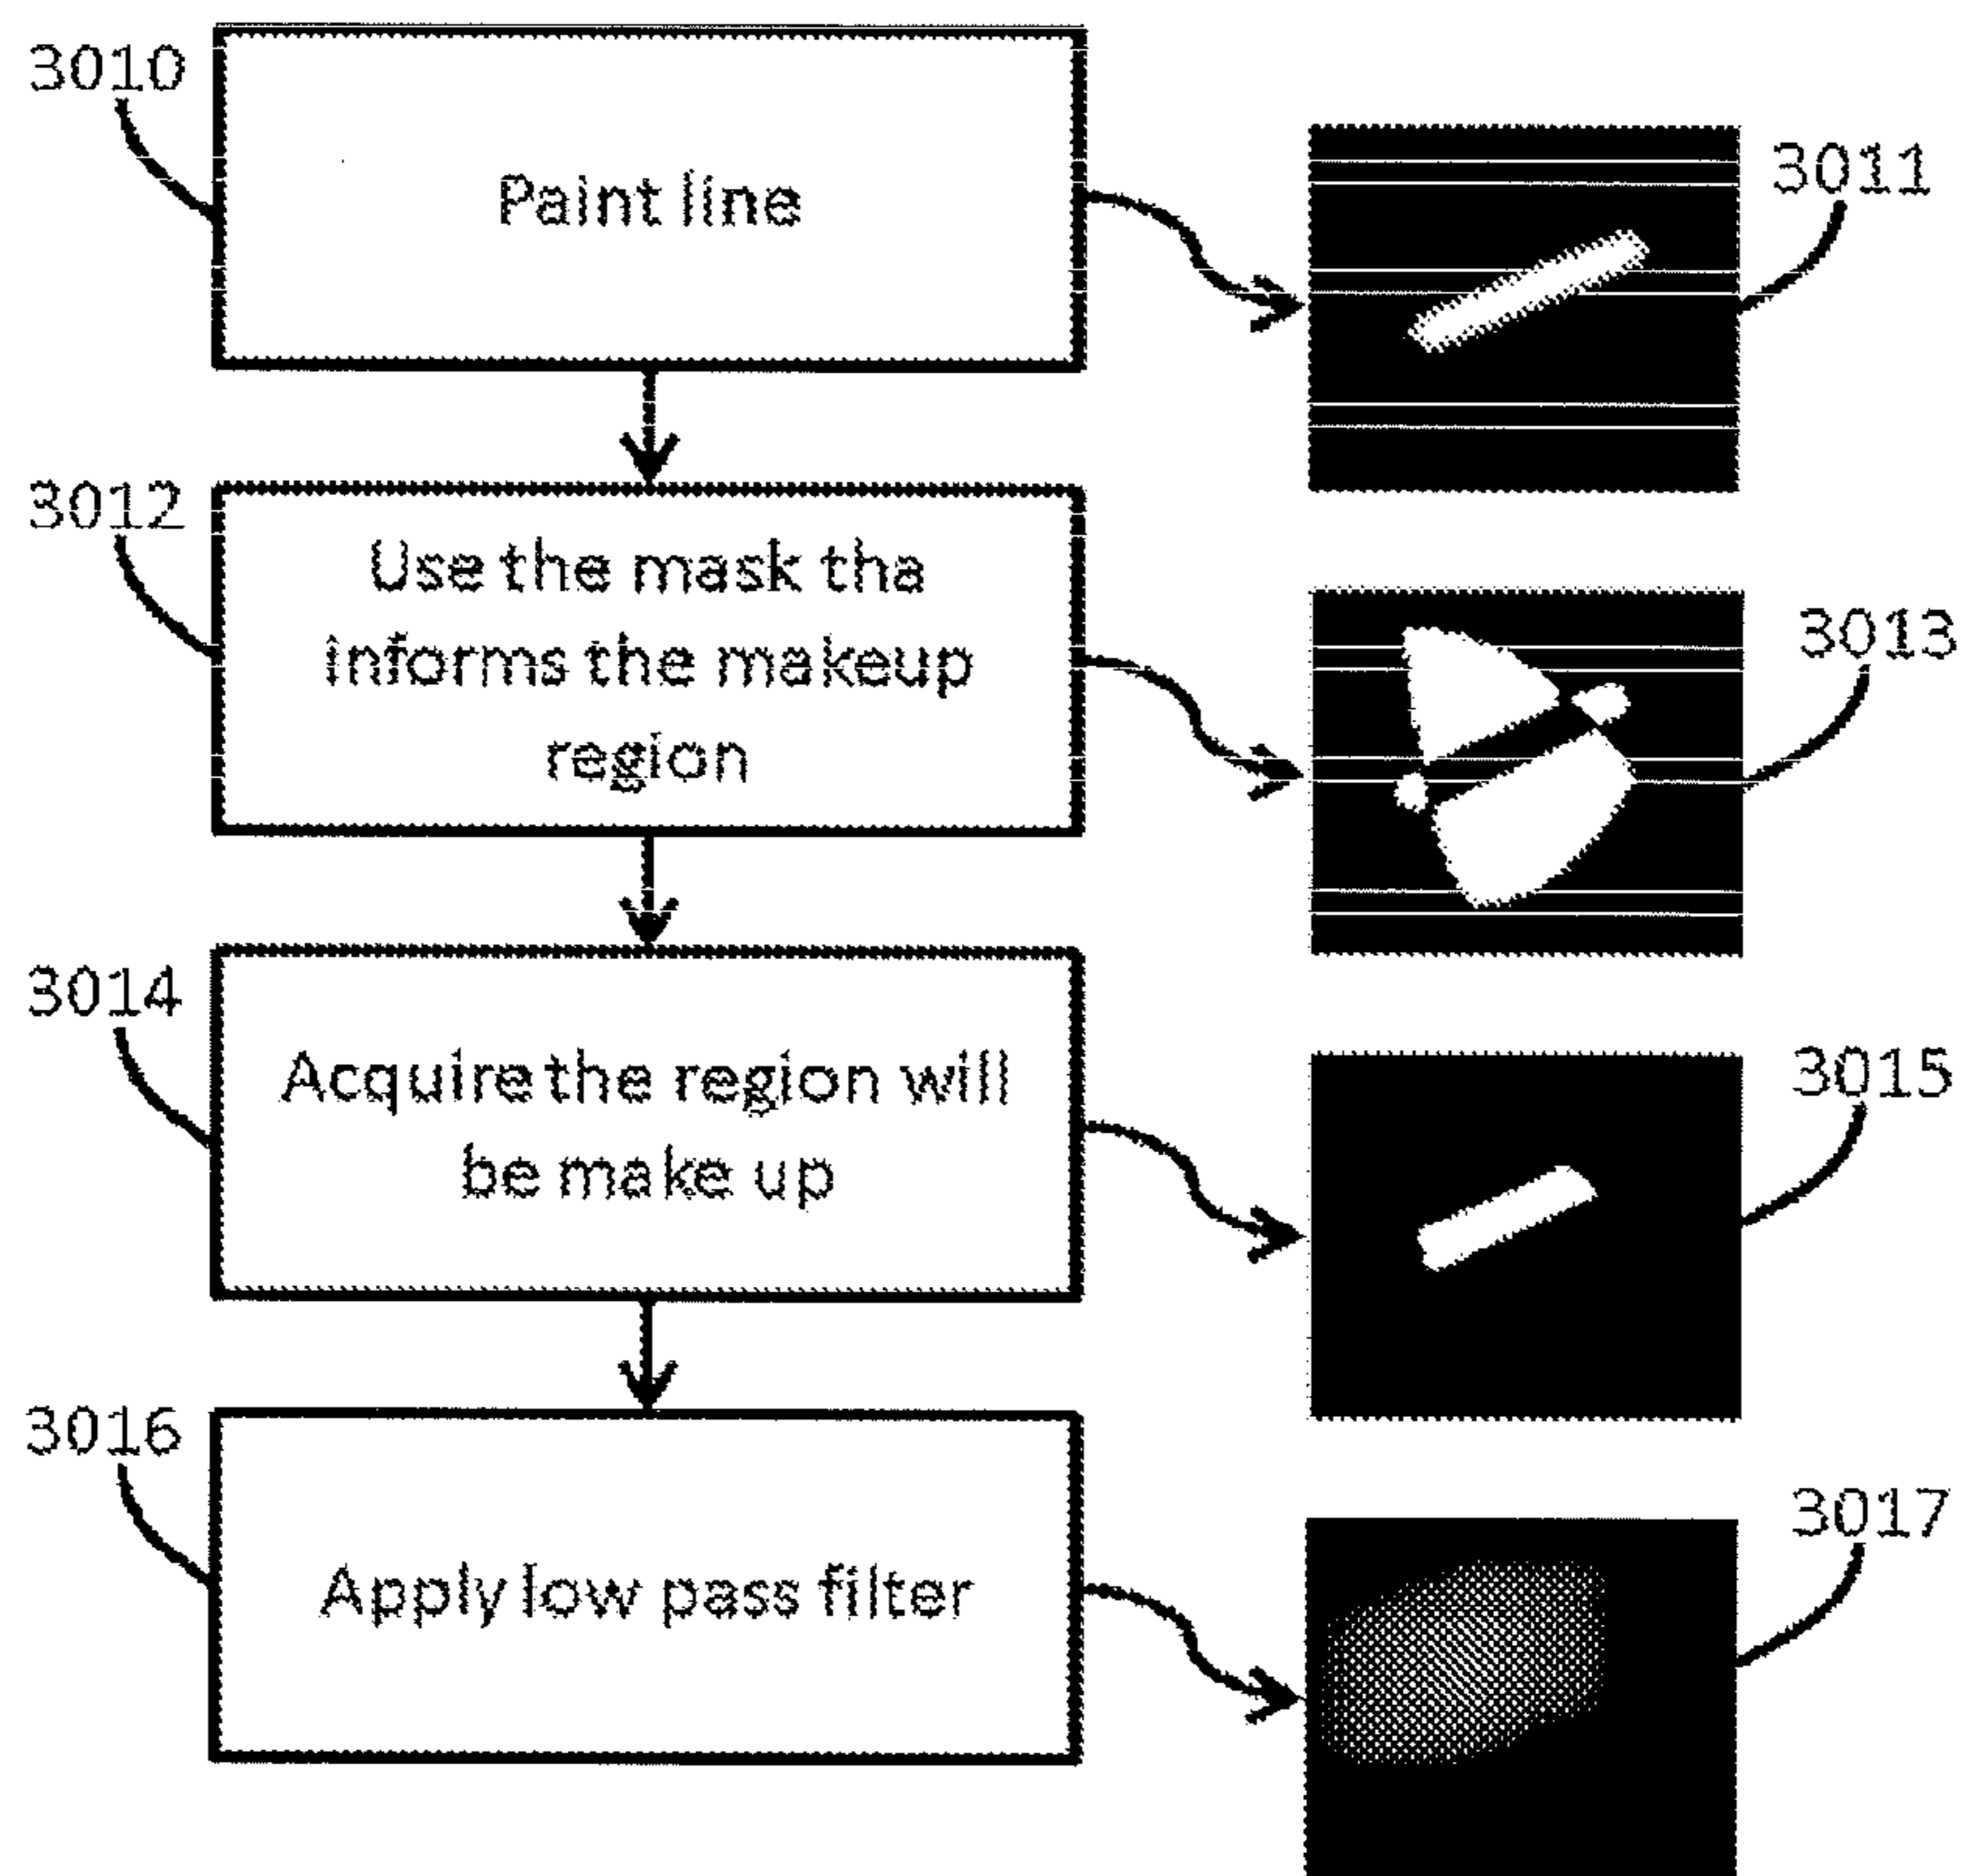 3010
Paint line
3011
3012
Use the mask tha
informs the makeup
region
3013
3014
Acquire the region will
be make up
3015
3016
Apply low pass filter
3017